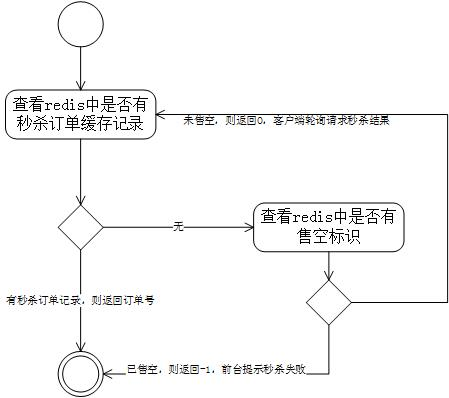 查看redis中是否有
秒杀订单缓存记录
未售空，则返回0，客户端轮询请求秒杀结果
无
查看redis中是否有
售空标识
有秒杀订单记录，则返回订单号
已售空，则返回-1，前台提示秒杀失败